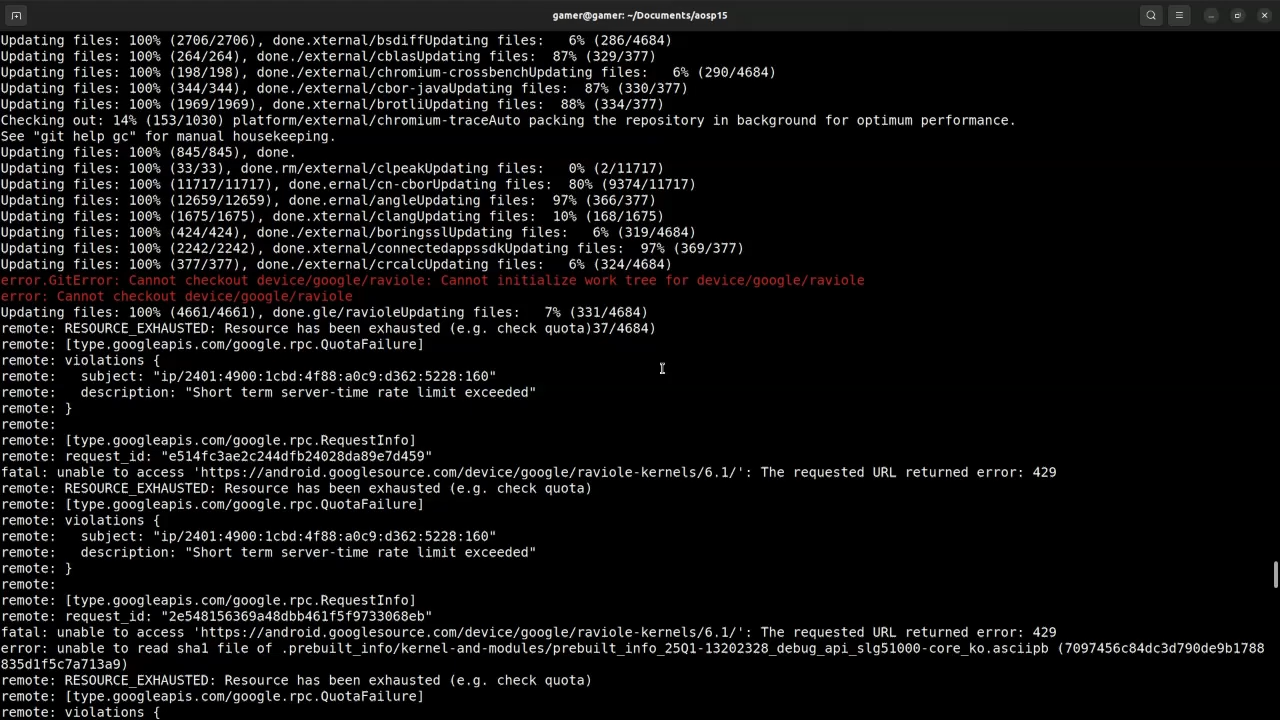 gamer@gamer: ~/Documents/aosp15
Updating files: 100% (2706/2706), done.xternal/bsdiffUpdating files:   6% (286/4684)
Updating files: 100% (264/264), done./external/cblasUpdating files:  87% (329/377)
Updating files: 100% (198/198), done./external/chromium-crossbenchUpdating files:   6% (290/4684)
Updating files: 100% (344/344), done./external/cbor-javaUpdating files:  87% (330/377)
Updating files: 100% (1969/1969), done.external/brotliUpdating files:  88% (334/377)
Checking out: 14% (153/1030) platform/external/chromium-traceAuto packing the repository in background for optimum performance.
See "git help gc" for manual housekeeping.
Updating files: 100% (845/845), done.
Updating files: 100% (33/33), done.rm/external/clpeakUpdating files:   0% (2/11717)
Updating files: 100% (11717/11717), done.ernal/cn-cborUpdating files:  80% (9374/11717)
Updating files: 100% (12659/12659), done.ernal/angleUpdating files:  97% (366/377)
Updating files: 100% (1675/1675), done.xternal/clangUpdating files:  10% (168/1675)
Updating files: 100% (424/424), done./external/boringsslUpdating files:   6% (319/4684)
Updating files: 100% (2242/2242), done.xternal/connectedappssdkUpdating files:  97% (369/377)
Updating files: 100% (377/377), done./external/crcalcUpdating files:   6% (324/4684)
error.GitError: Cannot checkout device/google/raviole: Cannot initialize work tree for device/google/raviole
error: Cannot checkout device/google/raviole
Updating files: 100% (4661/4661), done.gle/ravioleUpdating files:   7% (331/4684)
remote: RESOURCE_EXHAUSTED: Resource has been exhausted (e.g. check quota)37/4684)
remote: [type.googleapis.com/google.rpc.QuotaFailure]
remote: violations {
remote:   subject: "ip/2401:4900:1cbd:4f88:a0c9:d362:5228:160"
remote:   description: "Short term server-time rate limit exceeded"
remote: }
remote:
remote: [type.googleapis.com/google.rpc.RequestInfo]
remote: request_id: "e514fc3ae2c244dfb24028da89e7d459"
fatal: unable to access 'https://android.googlesource.com/device/google/raviole-kernels/6.1/': The requested URL returned error: 429
remote: RESOURCE_EXHAUSTED: Resource has been exhausted (e.g. check quota)
remote: [type.googleapis.com/google.rpc.QuotaFailure]
remote: violations {
remote:   subject: "ip/2401:4900:1cbd:4f88:a0c9:d362:5228:160"
remote:   description: "Short term server-time rate limit exceeded"
remote: }
remote:
remote: [type.googleapis.com/google.rpc.RequestInfo]
remote: request_id: "2e548156369a48dbb461f5f9733068eb"
fatal: unable to access 'https://android.googlesource.com/device/google/raviole-kernels/6.1/': The requested URL returned error: 429
error: unable to read sha1 file of .prebuilt_info/kernel-and-modules/prebuilt_info_25Q1-13202328_debug_api_slg51000-core_ko.asciipb (7097456c84dc3d790de9b1788
835d1f5c7a713a9)
remote: RESOURCE_EXHAUSTED: Resource has been exhausted (e.g. check quota)
remote: [type.googleapis.com/google.rpc.QuotaFailure]
remote: violations {